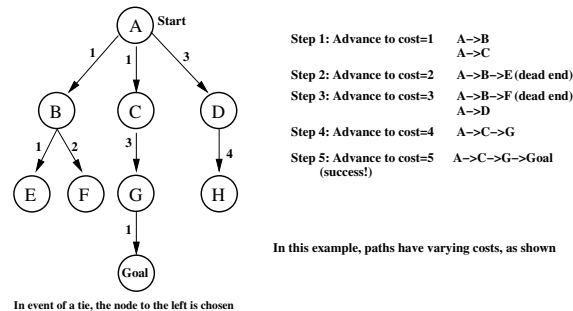 A Start
1 1 3
B C D
1 2 3 4
E F G H
1
Goal
In event of a tie, the node to the left is chosen
Step 1: Advance to cost=1 A->B
A->C
Step 2: Advance to cost=2 A->B->E (dead end)
Step 3: Advance to cost=3 A->B->F (dead end)
A->D
Step 4: Advance to cost=4 A->C->G
Step 5: Advance to cost=5 A->C->G->Goal
(success!)
In this example, paths have varying costs, as shown